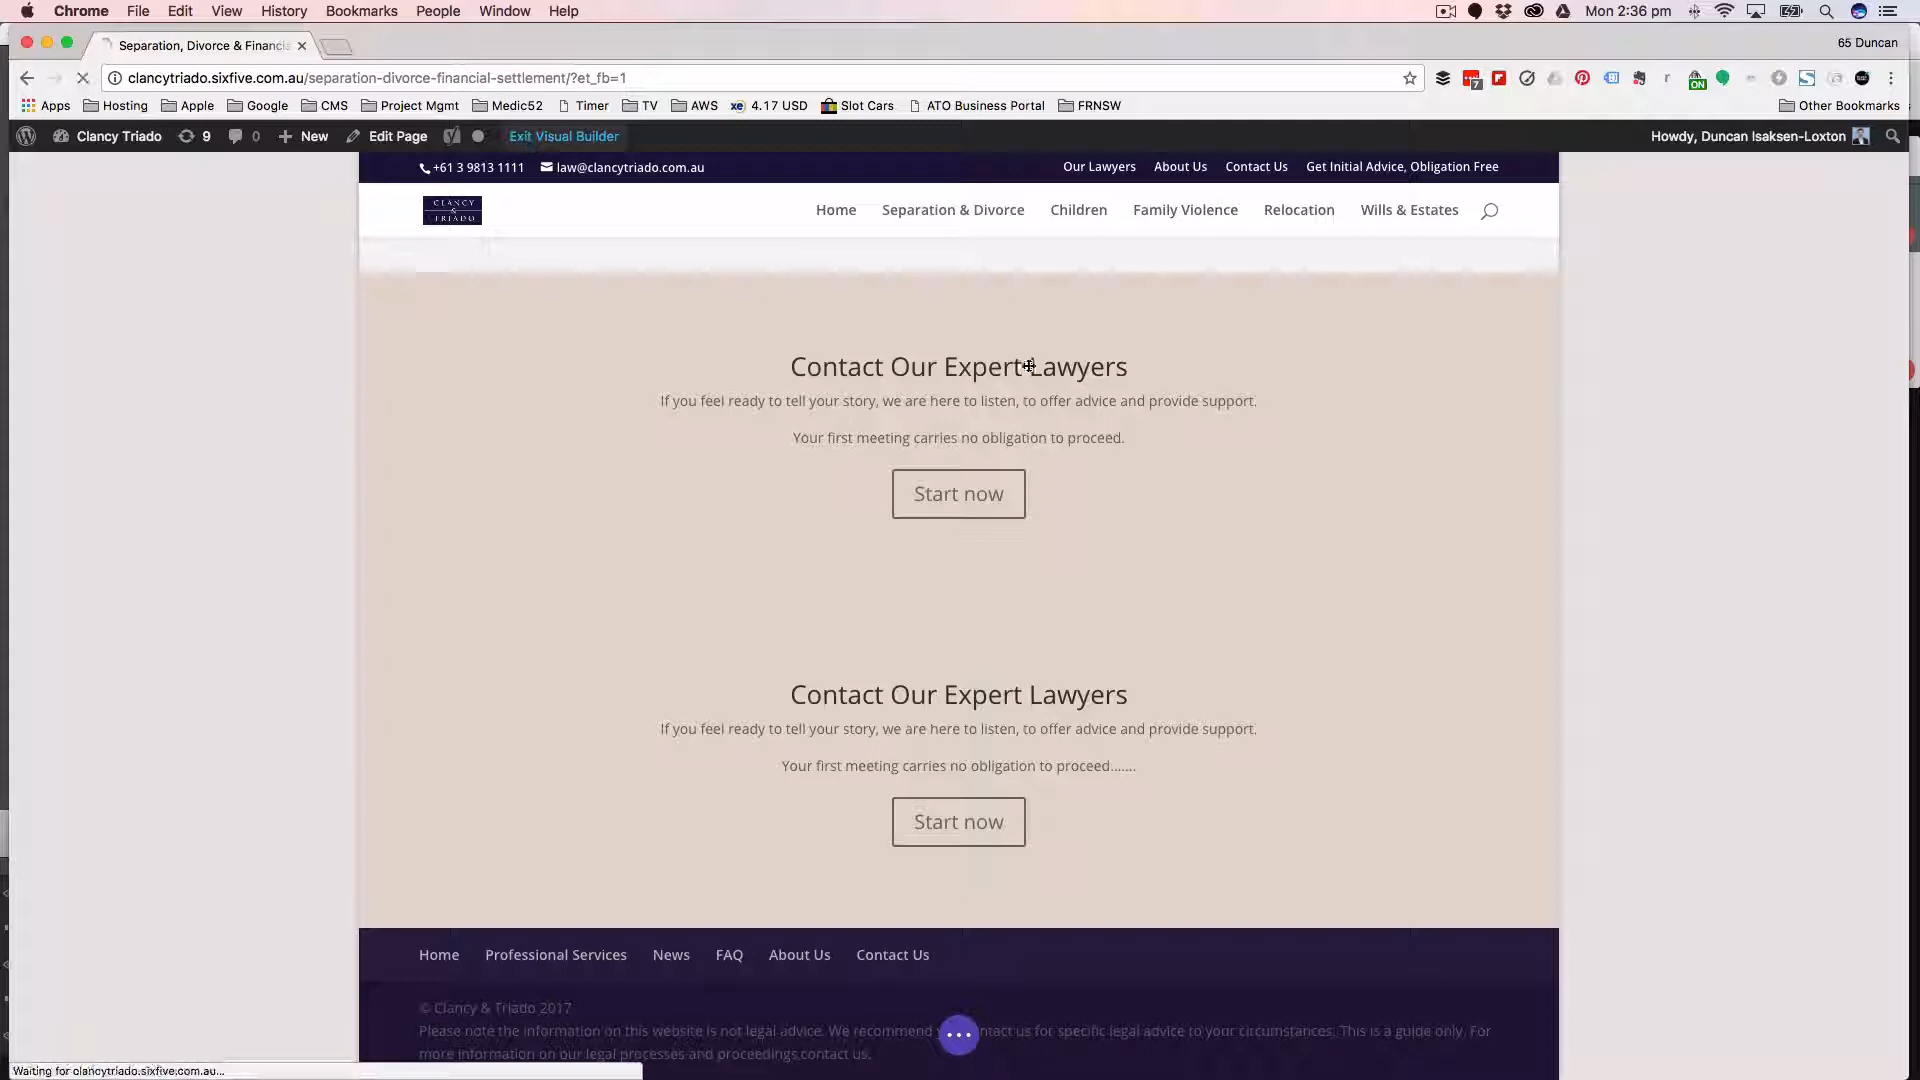 Chrome File Edit View History Bookmarks People Window Help Mon 2:36 pm
Separation, Divorce & Financia 65 Duncan
clancytriado.sixfive.com.au/separation-divorce-financial-settlement/?et_fb=1
7 ON
Apps Hosting Apple Google CMS Project Mgmt Medic52 Timer TV AWS xe 4.17 USD Slot Cars ATO Business Portal FRNSW Other Bookmarks
Clancy Triado 9 0 New Edit Page Exit Visual Builder Howdy, Duncan Isaksen-Loxton
+61 3 9813 1111 law@clancytriado.com.au Our Lawyers About Us Contact Us Get Initial Advice, Obligation Free
CLANCY
&
TRIADO
Home Separation & Divorce Children Family Violence Relocation Wills & Estates
Contact Our Expert Lawyers
If you feel ready to tell your story, we are here to listen, to offer advice and provide support.
Your first meeting carries no obligation to proceed.
Start now
Contact Our Expert Lawyers
If you feel ready to tell your story, we are here to listen, to offer advice and provide support.
Your first meeting carries no obligation to proceed.......
Start now
Home Professional Services News FAQ About Us Contact Us
© Clancy & Triado 2017
Please note the information on this website is not legal advice. We recommend ntact us for specific legal advice to your circumstances. This is a guide only. For
more information on our legal processes and proceedings contact us.
Waiting for clancytriado.sixfive.com.au...